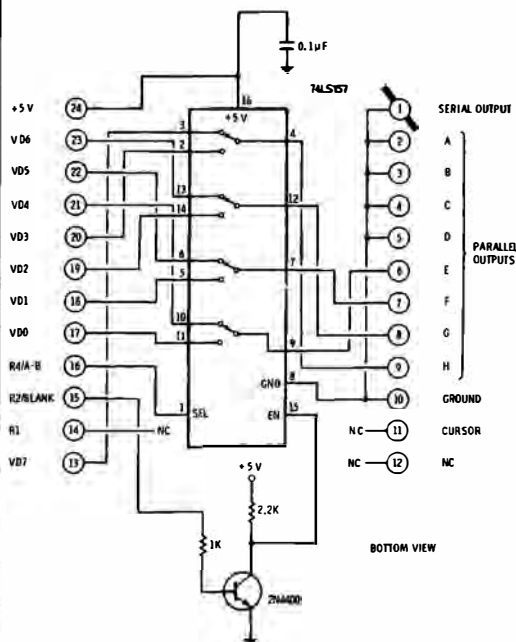 0.1µF
74LS157
16
+5V
+5 V 24
VD6 23
VD5 22
VD4 21
VD3 20
VD2 19
VD1 18
VD0 17
R4/A-B 16
R2/BLANK 15
R1 14 NC
VD7 13
3
2
13
14
6
5
10
11
1 SEL
4
12
7
9
8
GND
15
EN
1 SERIAL OUTPUT
2 A
3 B
4 C
5 D
6 E
7 F
8 G
9 H
PARALLEL
OUTPUTS
10 GROUND
NC 11 CURSOR
NC 12 NC
+5V
2.2K
1K
2N4400
BOTTOM VIEW